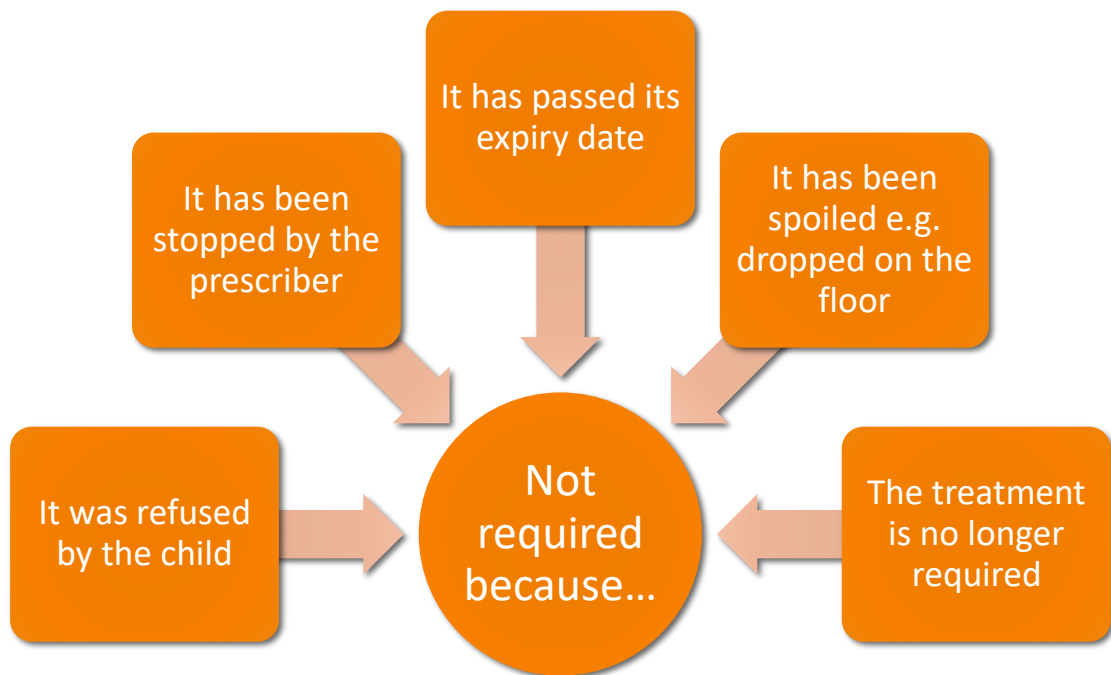 It was refused
by the child
It has been
stopped by the
prescriber
It has passed its
expiry date
It has been
spoiled e.g.
dropped on the
floor
The treatment
is no longer
required
Not
required
because…